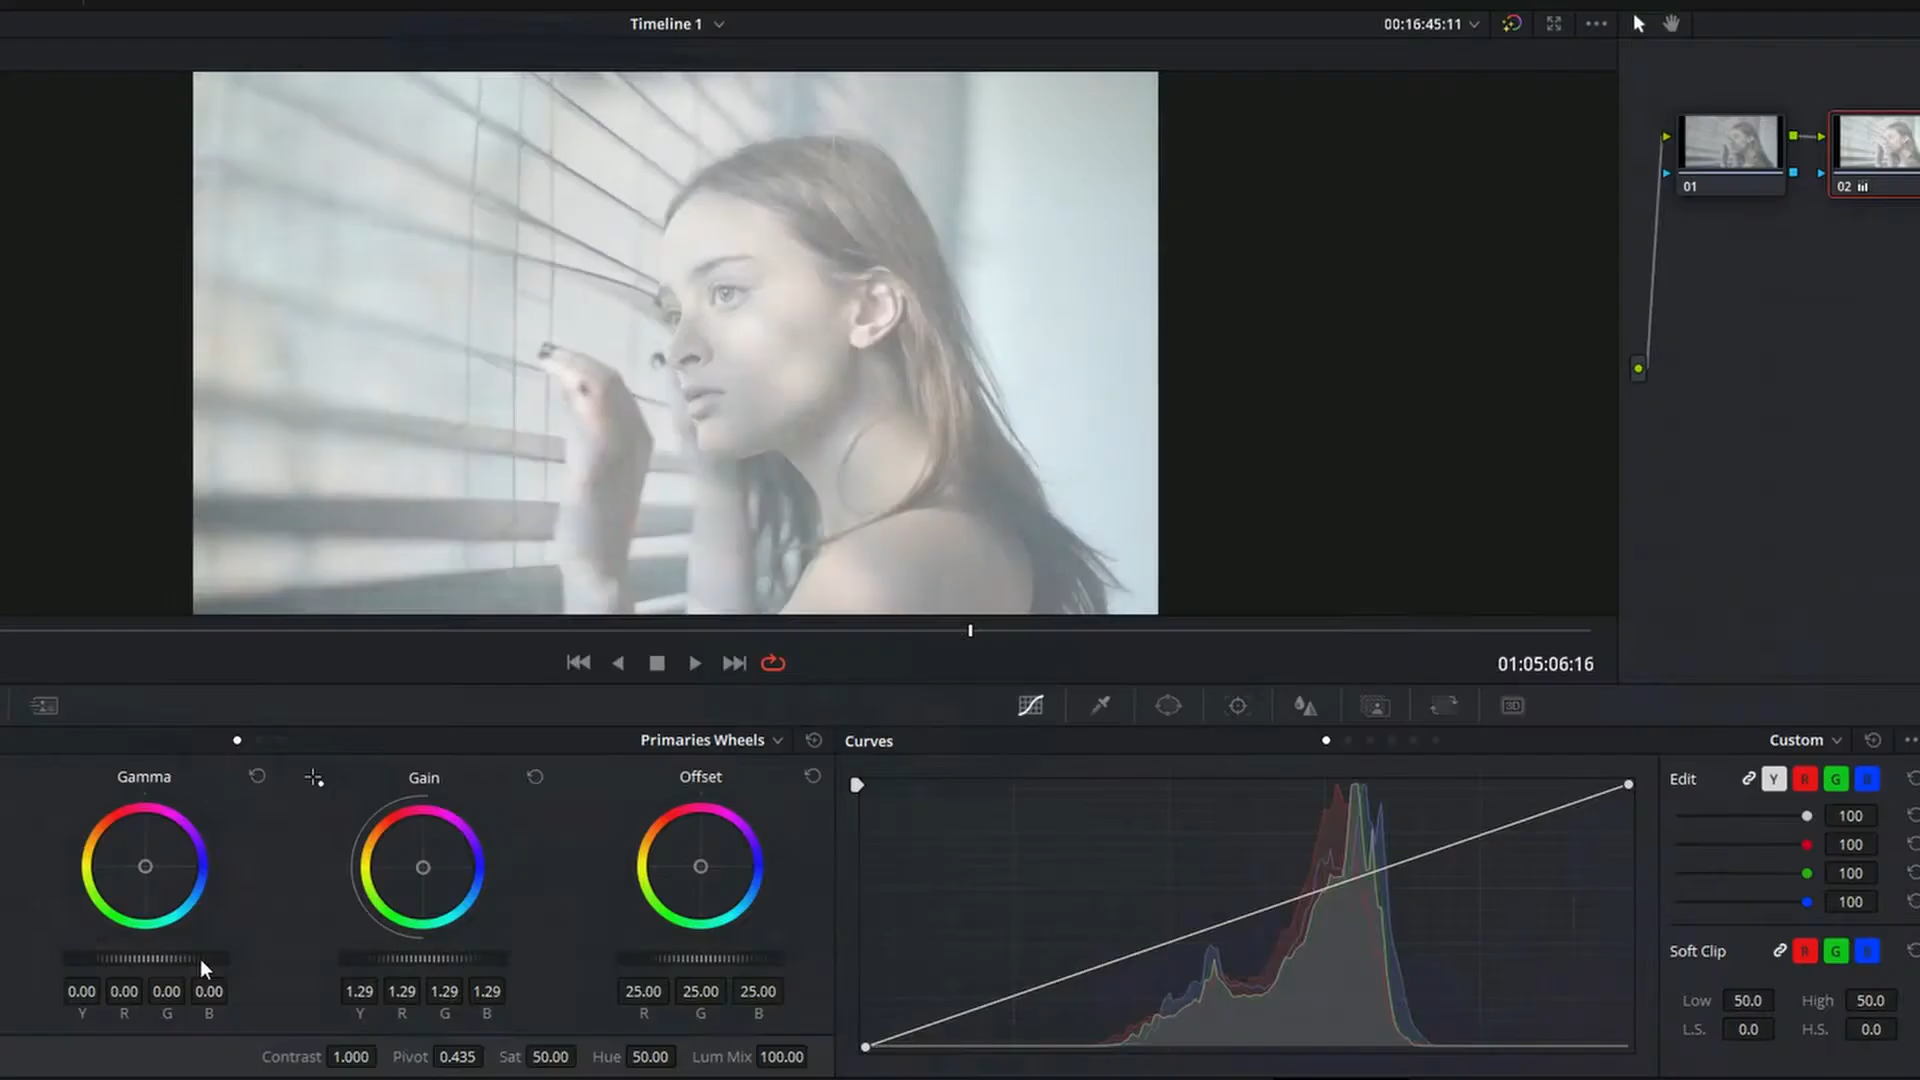 Timeline 1
00:16:45:11
01
02
01:05:06:16
3D
Primaries Wheels
Curves
Custom
Gamma
Gain
Offset
Edit
Y R G B
100
100
100
100
Soft Clip
R G B
0.00 0.00 0.00 0.00
Y R G B
1.29 1.29 1.29 1.29
Y R G B
25.00 25.00 25.00
R G B
Low 50.0 High 50.0
L.S. 0.0 H.S. 0.0
Contrast 1.000 Pivot 0.435 Sat 50.00 Hue 50.00 Lum Mix 100.00